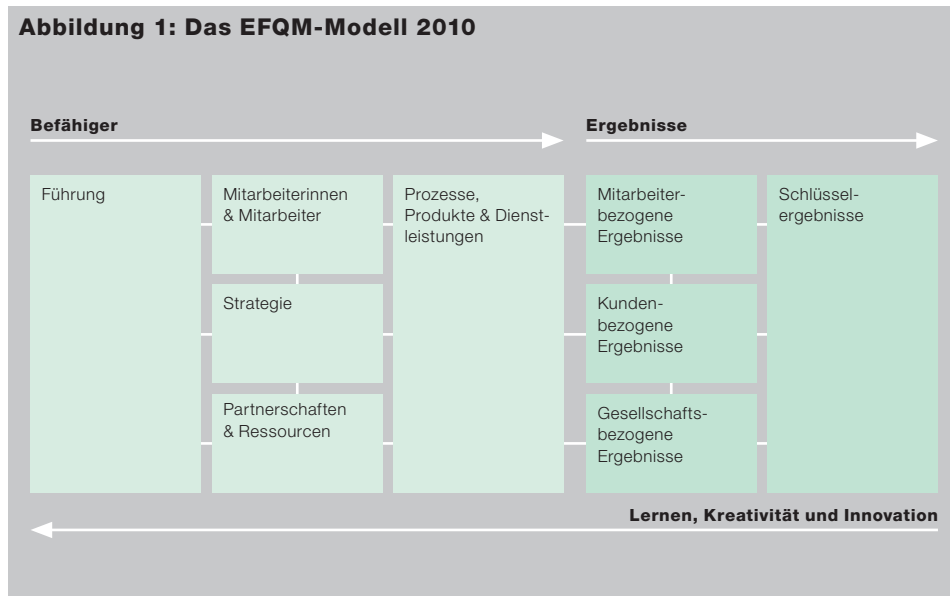 Abbildung 1: Das EFQM-Modell 2010
Befähiger
Ergebnisse
Führung
Mitarbeiterinnen
& Mitarbeiter
Strategie
Partnerschaften
& Ressourcen
Prozesse,
Produkte & Dienst-
leistungen
Mitarbeiter-
bezogene
Ergebnisse
Kunden-
bezogene
Ergebnisse
Gesellschafts-
bezogene
Ergebnisse
Schlüssel-
ergebnisse
Lernen, Kreativität und Innovation